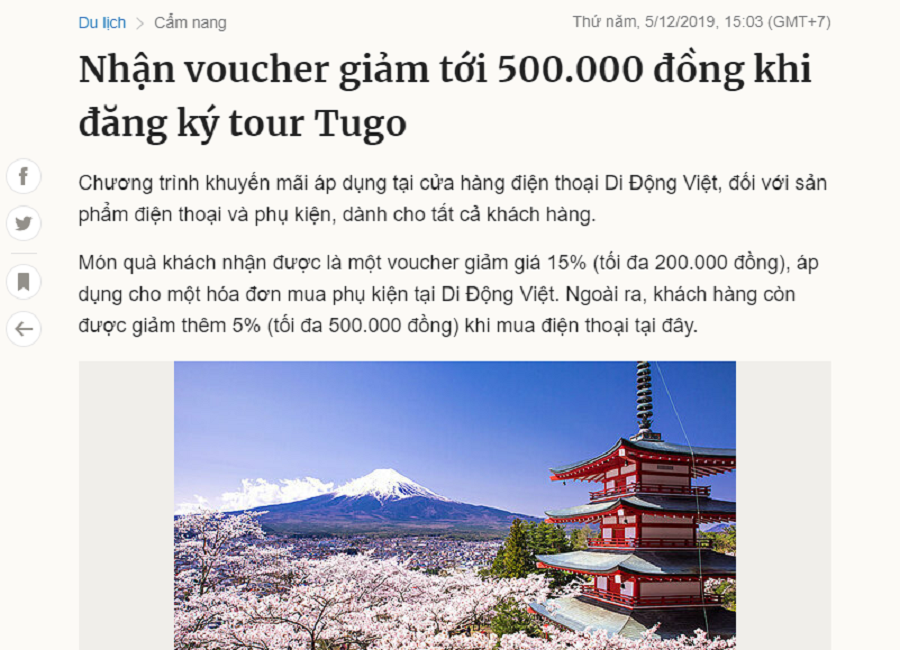 Du lịch > Cẩm nang
Thứ năm, 5/12/2019, 15:03 (GMT+7)
Nhận voucher giảm tới 500.000 đồng khi
đăng ký tour Tugo
Chương trình khuyến mãi áp dụng tại cửa hàng điện thoại Di Động Việt, đối với sản
phẩm điện thoại và phụ kiện, dành cho tất cả khách hàng.
Món quà khách nhận được là một voucher giảm giá 15% (tối đa 200.000 đồng), áp
dụng cho một hóa đơn mua phụ kiện tại Di Động Việt. Ngoài ra, khách hàng còn
được giảm thêm 5% (tối đa 500.000 đồng) khi mua điện thoại tại đây.